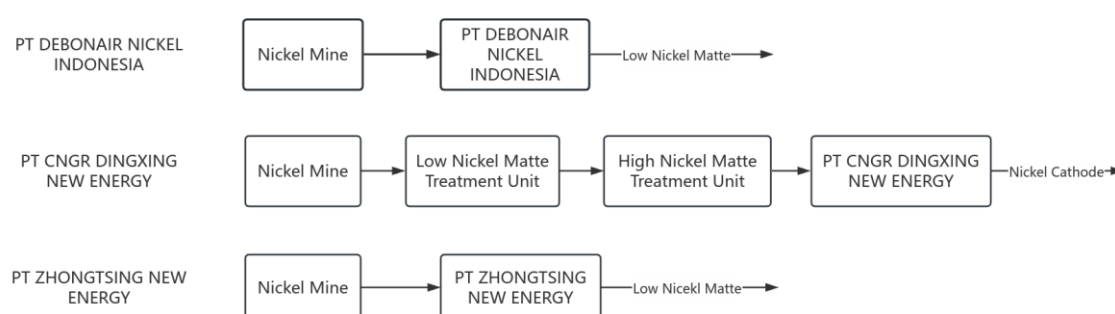 PT DEBONAIR NICKEL
INDONESIA
Nickel Mine
PT DEBONAIR
NICKEL
INDONESIA
Low Nickel Matte
PT CNGR DINGXING
NEW ENERGY
Nickel Mine
Low Nickel Matte
Treatment Unit
High Nickel Matte
Treatment Unit
PT CNGR DINGXING
NEW ENERGY
Nickel Cathode
PT ZHONGTSING NEW
ENERGY
Nickel Mine
PT ZHONGTSING
NEW ENERGY
Low Nicekl Matte